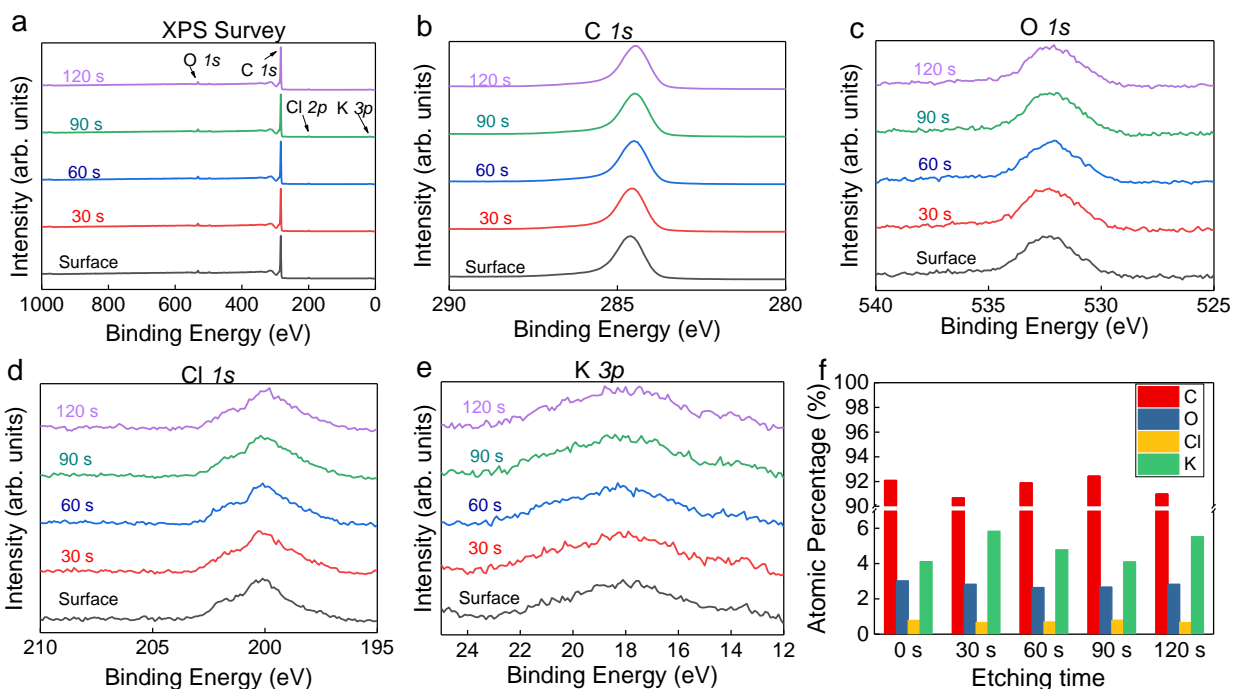 a
XPS Survey
Intensity (arb. units)
120 s
90 s
60 s
30 s
Surface
O 1s
C 1s
Cl 2p
K 3p
1000 800 600 400 200 0
Binding Energy (eV)
b
C 1s
Intensity (arb. units)
120 s
90 s
60 s
30 s
Surface
290 285 280
Binding Energy (eV)
c
O 1s
Intensity (arb. units)
120 s
90 s
60 s
30 s
Surface
540 535 530 525
Binding Energy (eV)
d
Cl 1s
Intensity (arb. units)
120 s
90 s
60 s
30 s
Surface
210 205 200 195
Binding Energy (eV)
e
K 3p
Intensity (arb. units)
120 s
90 s
60 s
30 s
Surface
24 22 20 18 16 14 12
Binding Energy (eV)
f
Atomic Percentage (%)
100
98
96
94
92
90
6
4
2
0
C
O
Cl
K
0 s 30 s 60 s 90 s 120 s
Etching time